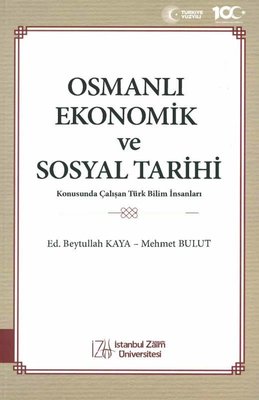 TÜRKİYE
YÜZYILI
100
OSMANLI
EKONOMİK
ve
SOSYAL TARİHİ
Konusunda Çalışan Türk Bilim İnsanları
Ed. Beytullah KAYA – Mehmet BULUT
İZÜ
İstanbul Zaim
Üniversitesi